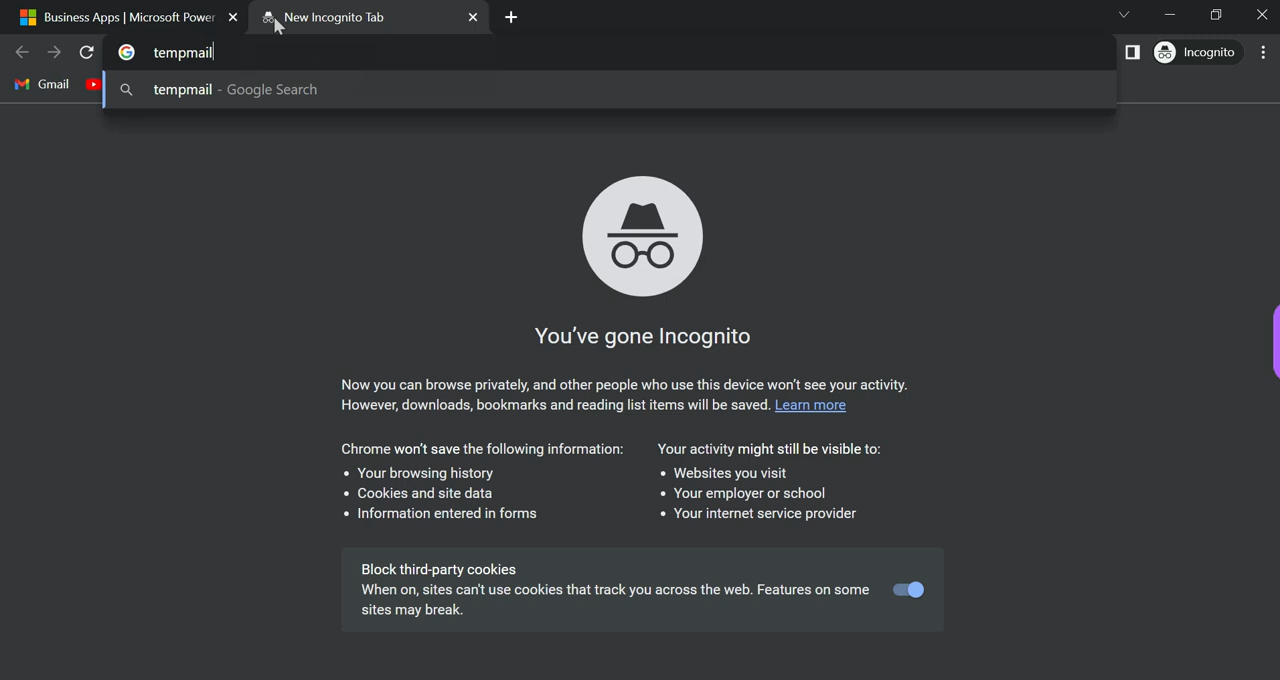 Business Apps | Microsoft Power
New Incognito Tab
tempmail
Incognito
Gmail
tempmail - Google Search
You've gone Incognito
Now you can browse privately, and other people who use this device won't see your activity.
However, downloads, bookmarks and reading list items will be saved. Learn more
Chrome won't save the following information:
• Your browsing history
• Cookies and site data
• Information entered in forms
Your activity might still be visible to:
• Websites you visit
• Your employer or school
• Your internet service provider
Block third-party cookies
When on, sites can't use cookies that track you across the web. Features on some
sites may break.